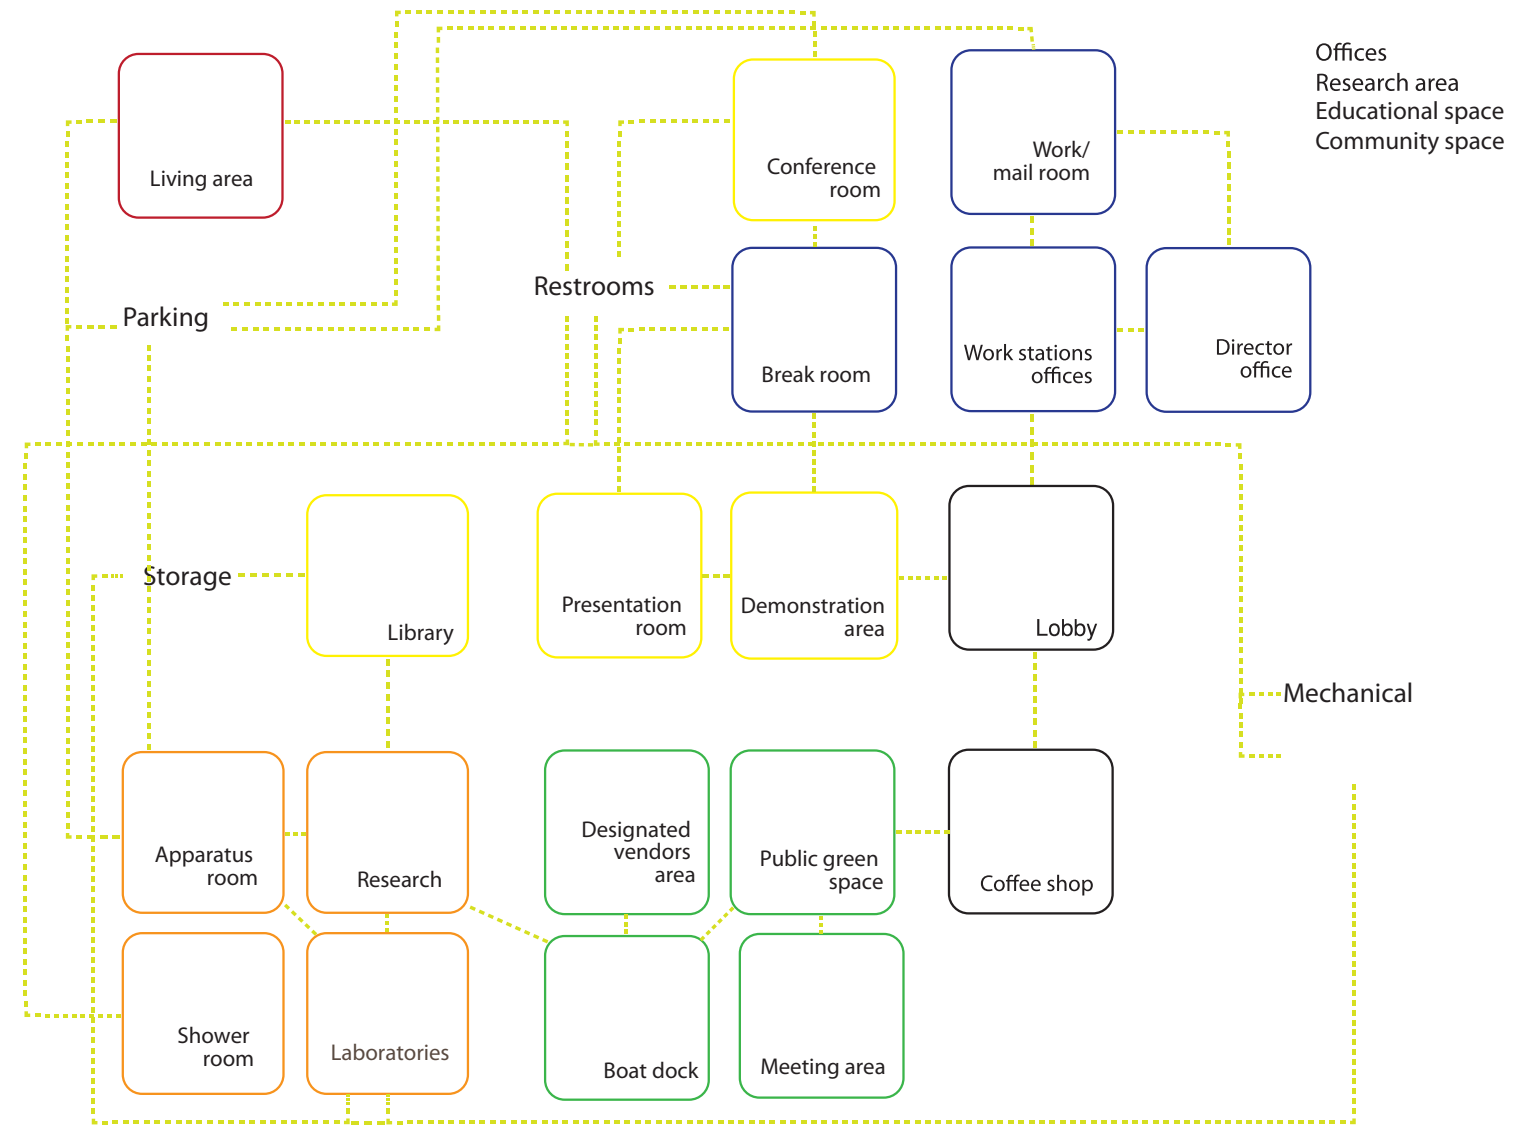 Offices
Research area
Educational space
Community space
Living area
Conference
room
Work/
mail room
Restrooms
Parking
Break room
Work stations
offices
Director
office
Storage
Library
Presentation
room
Demonstration
area
Lobby
Mechanical
Apparatus
room
Research
Designated
vendors
area
Public green
space
Coffee shop
Shower
room
Laboratories
Boat dock
Meeting area